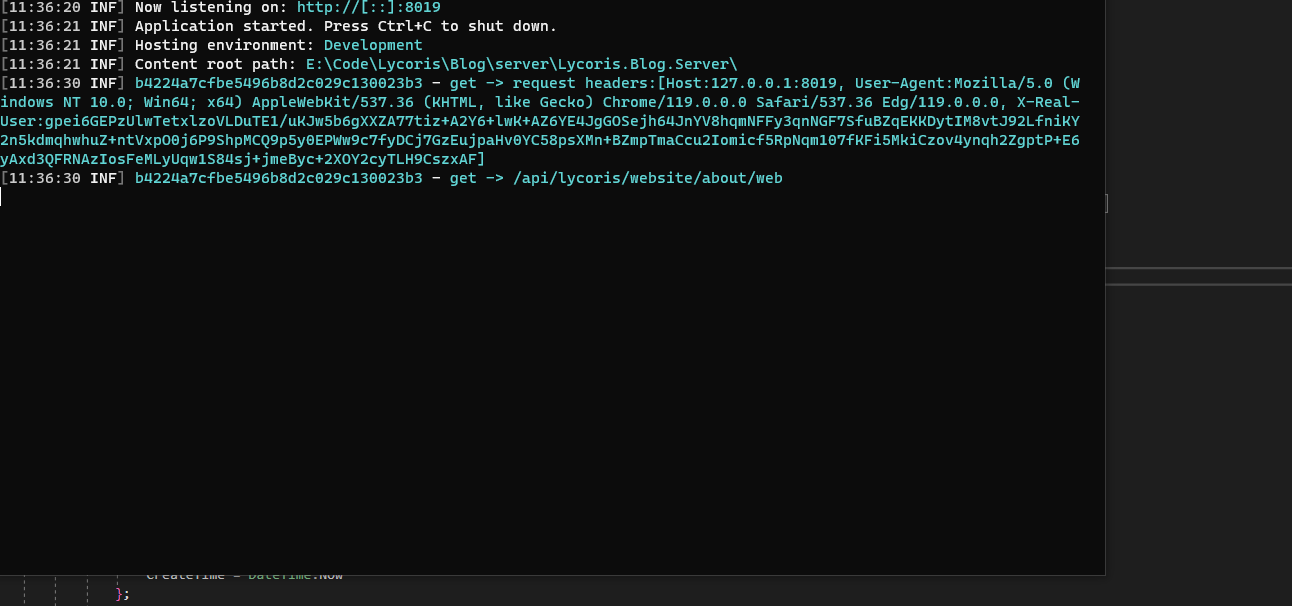 [11:36:20 INF] Now listening on: http://[::]:8019
[11:36:21 INF] Application started. Press Ctrl+C to shut down.
[11:36:21 INF] Hosting environment: Development
[11:36:21 INF] Content root path: E:\Code\Lycoris\Blog\server\Lycoris.Blog.Server\
[11:36:30 INF] b4224a7cfbe5496b8d2c029c130023b3 - get -> request headers:[Host:127.0.0.1:8019, User-Agent:Mozilla/5.0 (W
indows NT 10.0; Win64; x64) AppleWebKit/537.36 (KHTML, like Gecko) Chrome/119.0.0.0 Safari/537.36 Edg/119.0.0.0, X-Real-
User:gpei6GEPzUlwTetxlzoVLDuTE1/uKJw5b6gXXZA77tiz+A2Y6+lwK+AZ6YE4JgGOSejh64JnYV8hqmNFFy3qnNGF7SfuBZqEKKDytIM8vtJ92LfniKY
2n5kdmqhwhuZ+ntVxpO0j6P9ShpMCQ9p5y0EPWw9c7fyDCj7GzEujpaHv0YC58psXMn+BZmpTmaCcu2Iomicf5RpNqm107fKFi5MkiCzov4ynqh2ZgptP+E6
yAxd3QFRNAzIosFeMLyUqw1S84sj+jmeByc+2XOY2cyTLH9CszxAF]
[11:36:30 INF] b4224a7cfbe5496b8d2c029c130023b3 - get -> /api/lycoris/website/about/web
]
CreateTime = DateTime.Now
};